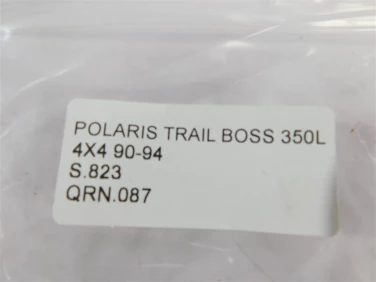 POLARIS TRAIL BOSS 350L
4X4 90-94
S.823
QRN.087